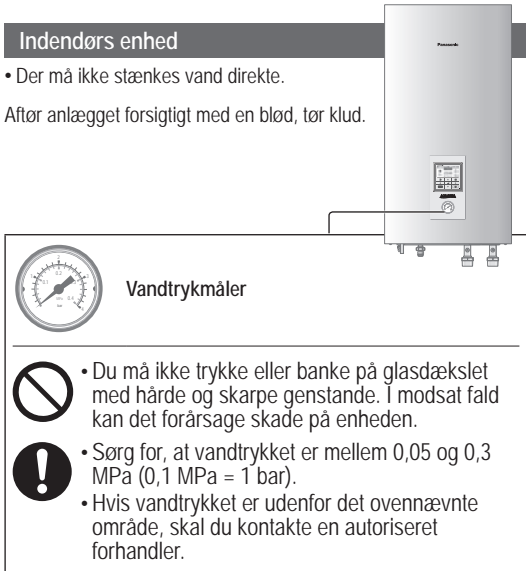 Indendørs enhed
Panasonic
• Der må ikke stænkes vand direkte.
Aftør anlægget forsigtigt med en blød, tør klud.
Vandtrykmåler
• Du må ikke trykke eller banke på glasdækslet
med hårde og skarpe genstande. I modsat fald
kan det forårsage skade på enheden.
• Sørg for, at vandtrykket er mellem 0,05 og 0,3
MPa (0,1 MPa = 1 bar).
• Hvis vandtrykket er udenfor det ovennævnte
område, skal du kontakte en autoriseret
forhandler.